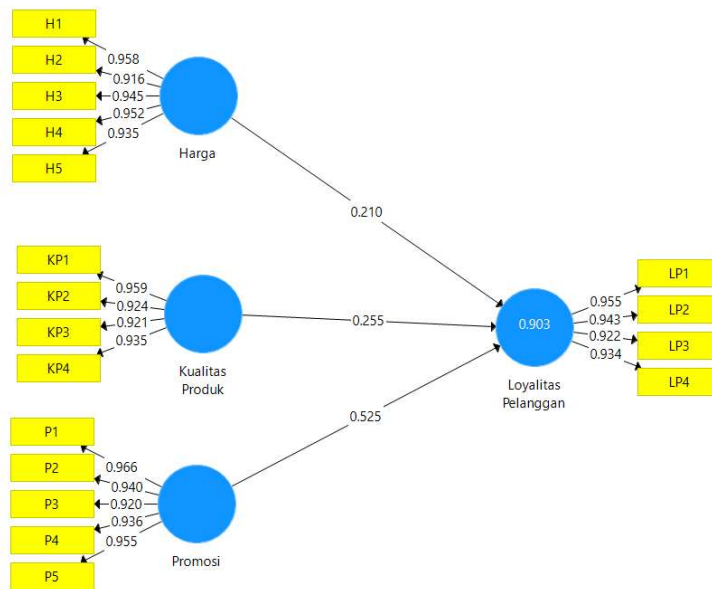 H1
H2
H3
H4
H5
0.958
0.916
0.945
0.952
0.935
Harga
0.210
KP1
KP2
KP3
KP4
0.959
0.924
0.921
0.935
Kualitas
Produk
0.255
0.903
Loyalitas
Pelanggan
0.955
0.943
0.922
0.934
LP1
LP2
LP3
LP4
0.525
P1
P2
P3
P4
P5
0.966
0.940
0.920
0.936
0.955
Promosi